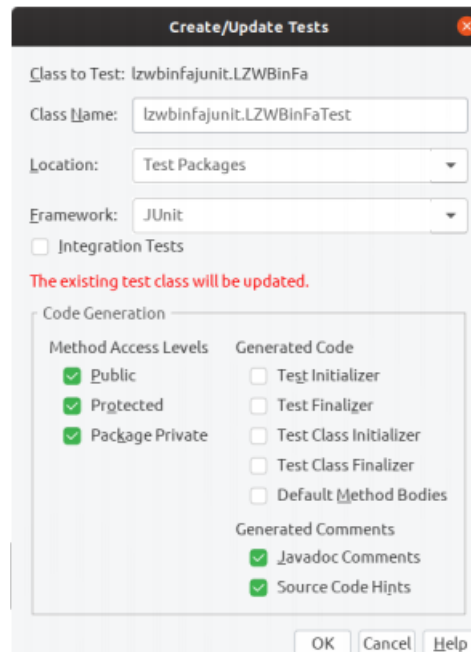 Create/Update Tests
Class to Test: lzwbinfajunit.LZWBinFa
Class Name: lzwbinfajunit.LZWBinFaTest
Location: Test Packages
Framework: JUnit
Integration Tests
The existing test class will be updated.
Code Generation
Method Access Levels Generated Code
Public Test Initializer
Protected Test Finalizer
Package Private Test Class Initializer
Test Class Finalizer
Default Method Bodies
Generated Comments
Javadoc Comments
Source Code Hints
OK Cancel Help